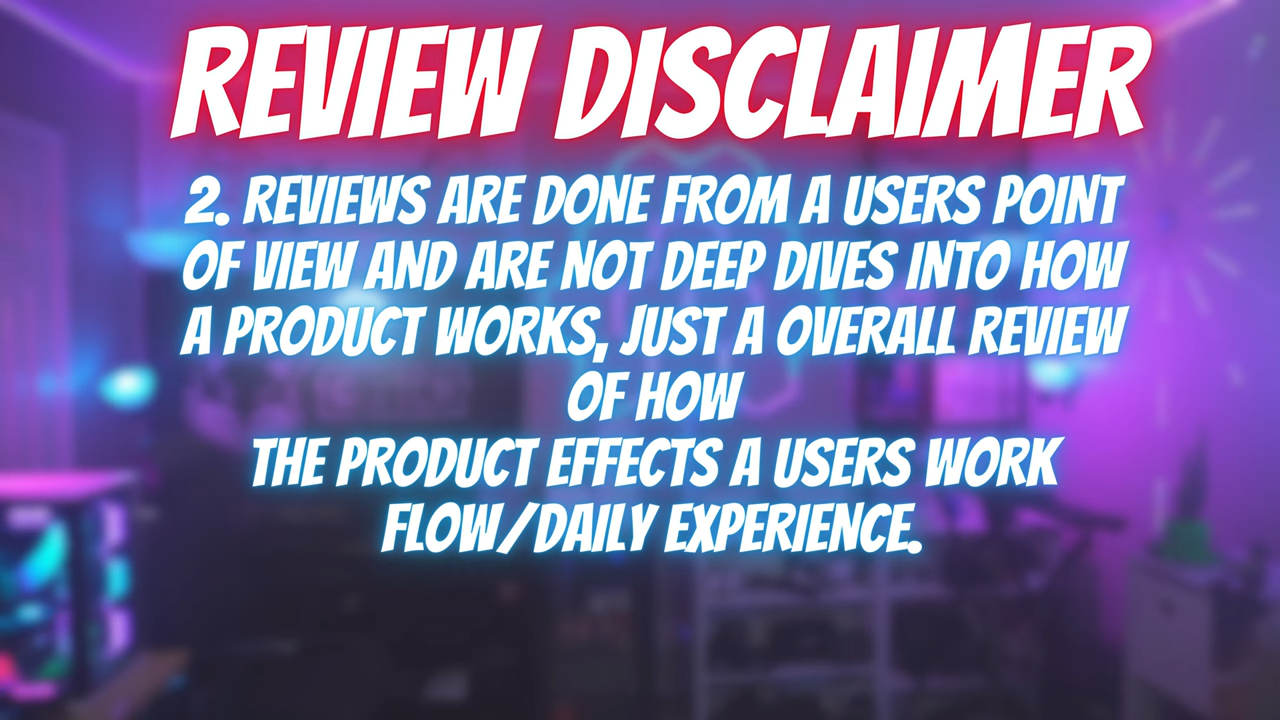 REVIEW DISCLAIMER
2. REVIEWS ARE DONE FROM A USERS POINT
OF VIEW AND ARE NOT DEEP DIVES INTO HOW
A PRODUCT WORKS, JUST A OVERALL REVIEW
OF HOW
THE PRODUCT EFFECTS A USERS WORK
FLOW/DAILY EXPERIENCE.